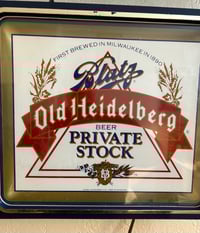 FIRST BREWED IN MILWAUKEE IN 1890
Blatz
Old Heidelberg
BEER
PRIVATE
STOCK